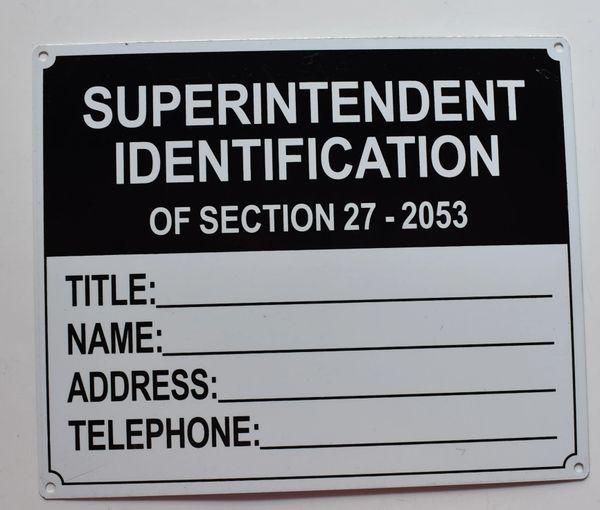 SUPERINTENDENT
IDENTIFICATION
OF SECTION 27 - 2053
TITLE:
NAME:
ADDRESS:
TELEPHONE: